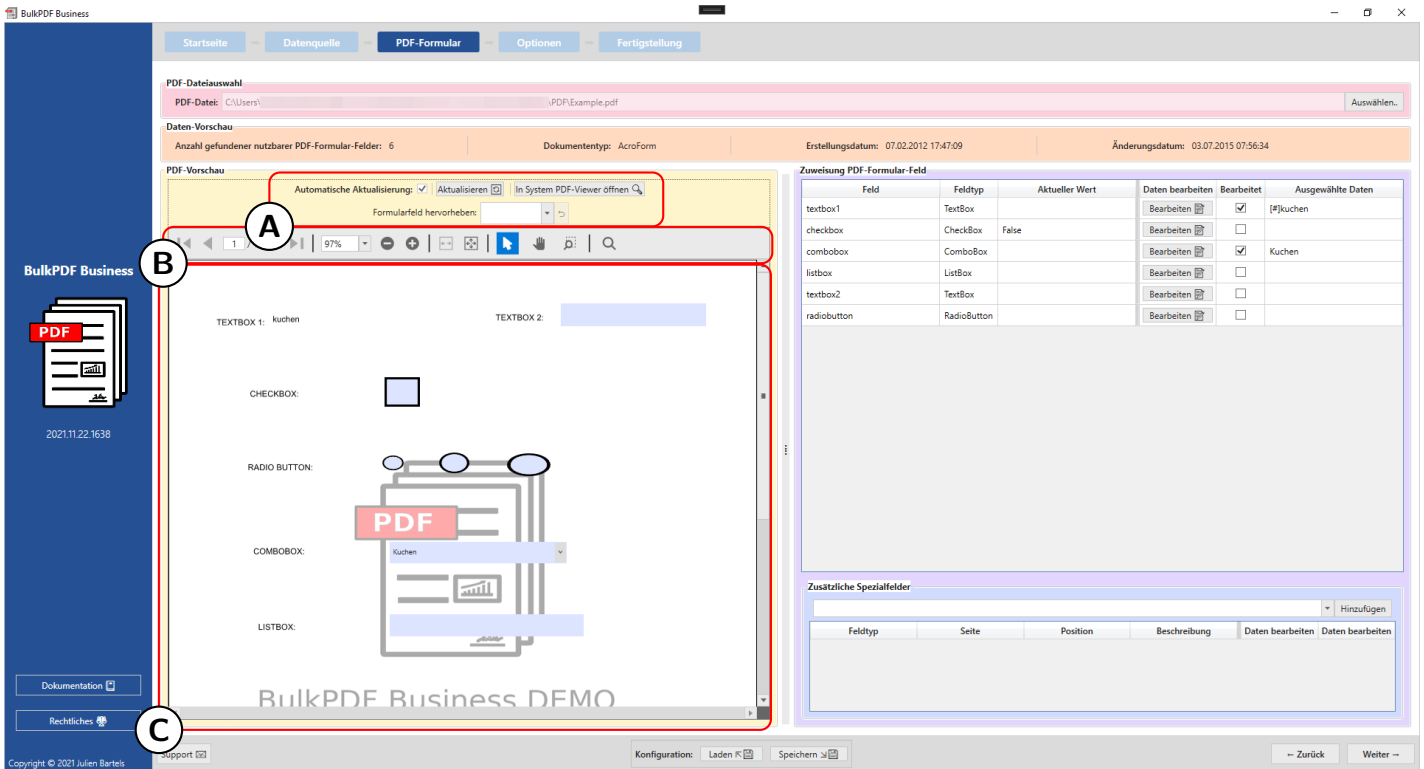 BulkPDF Business
Startseite Datenquelle PDF-Formular Optionen Fertigstellung
PDF-Dateiauswahl
PDF-Datei: C:\Users\ \PDF\Example.pdf Auswählen..
Daten-Vorschau
Anzahl gefundener nutzbarer PDF-Formular-Felder: 6 Dokumententyp: AcroForm Erstellungsdatum: 07.02.2012 17:47:09 Änderungsdatum: 03.07.2015 07:56:34
PDF-Vorschau
Automatische Aktualisierung: Aktualisieren In System PDF-Viewer öffnen
Formularfeld hervorheben:
A
B
1 / 97%
TEXTBOX 1: kuchen TEXTBOX 2:
CHECKBOX:
RADIO BUTTON:
PDF
COMBOBOX: Kuchen
LISTBOX:
BulkPDF Business DEMO
C
Zuweisung PDF-Formular-Feld
Feld Feldtyp Aktueller Wert Daten bearbeiten Bearbeitet Ausgewählte Daten
textbox1 TextBox Bearbeiten [#]kuchen
checkbox CheckBox False Bearbeiten
combobox ComboBox Bearbeiten Kuchen
listbox ListBox Bearbeiten
textbox2 TextBox Bearbeiten
radiobutton RadioButton Bearbeiten
Zusätzliche Spezialfelder
Hinzufügen
Feldtyp Seite Position Beschreibung Daten bearbeiten Daten bearbeiten
BulkPDF Business
PDF
2021.11.22.1638
Dokumentation
Rechtliches
Copyright © 2021 Julien Bartels
Support Konfiguration: Laden Speichern ← Zurück Weiter →